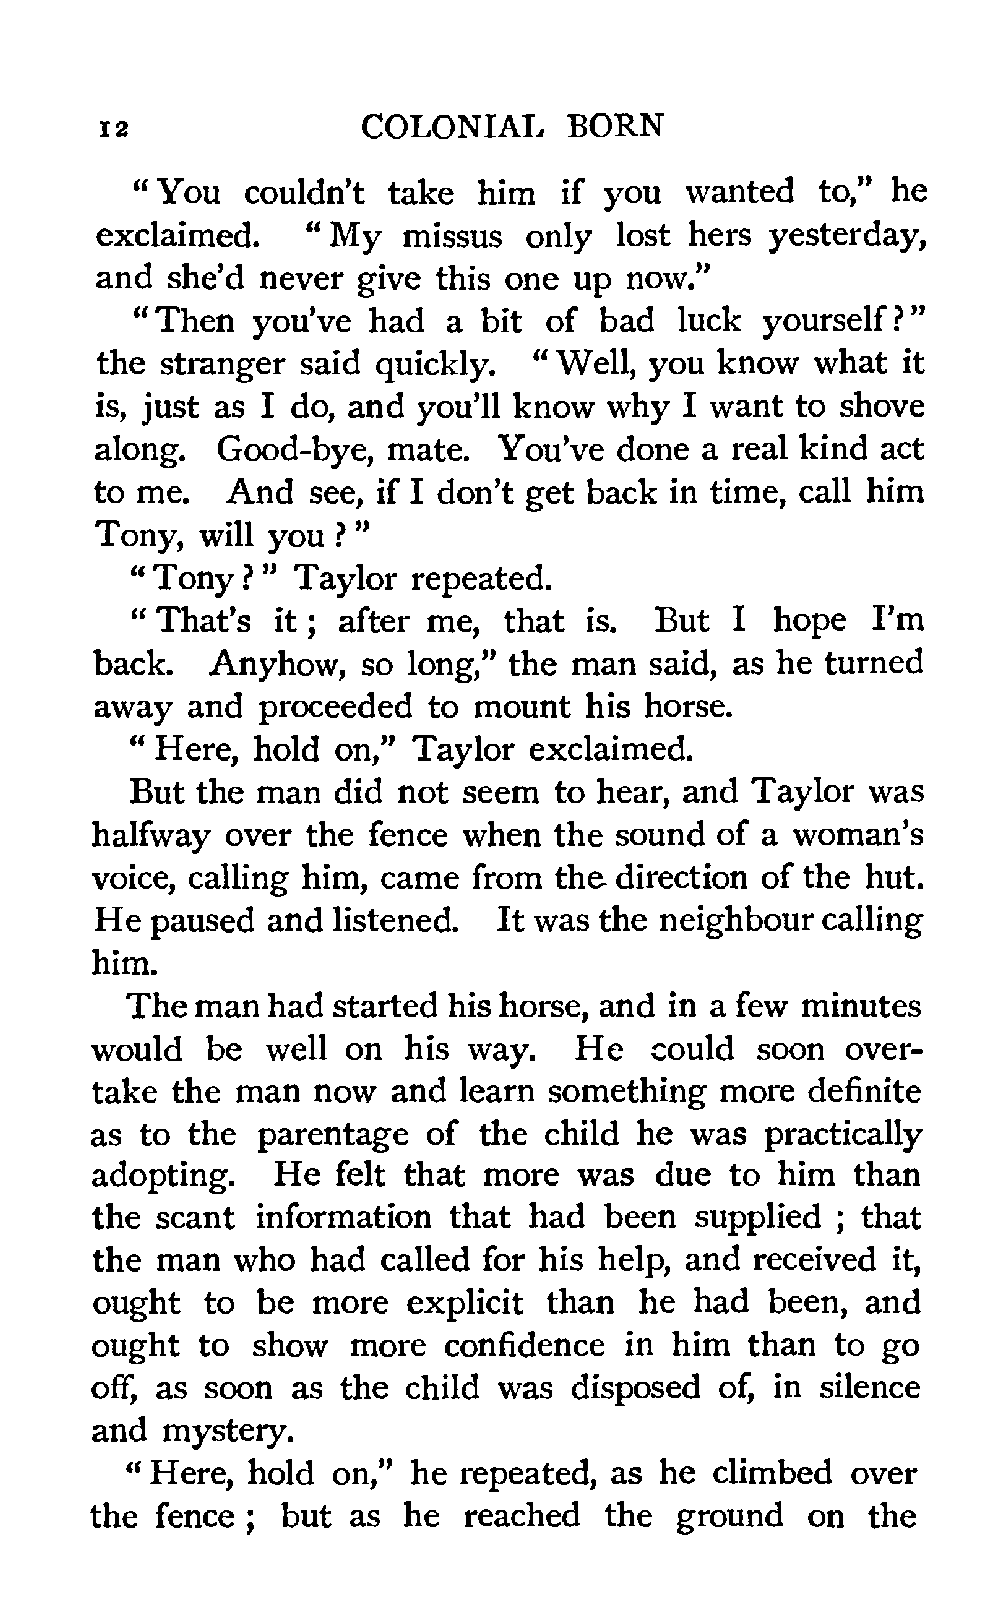 12 COLONIAL BORN
"You couldn't take him if you wanted to," he
exclaimed. "My missus only lost hers yesterday,
and she'd never give this one up now."
"Then you've had a bit of bad luck yourself?"
the stranger said quickly. "Well, you know what it
is, just as I do, and you'll know why I want to shove
along. Good-bye, mate. You've done a real kind act
to me. And see, if I don't get back in time, call him
Tony, will you?"
"Tony?" Taylor repeated.
"That's it; after me, that is. But I hope I'm
back. Anyhow, so long," the man said, as he turned
away and proceeded to mount his horse.
"Here, hold on," Taylor exclaimed.
But the man did not seem to hear, and Taylor was
halfway over the fence when the sound of a woman's
voice, calling him, came from the direction of the hut.
He paused and listened. It was the neighbour calling
him.
The man had started his horse, and in a few minutes
would be well on his way. He could soon over-
take the man now and learn something more definite
as to the parentage of the child he was practically
adopting. He felt that more was due to him than
the scant information that had been supplied; that
the man who had called for his help, and received it,
ought to be more explicit than he had been, and
ought to show more confidence in him than to go
off, as soon as the child was disposed of, in silence
and mystery.
"Here, hold on," he repeated, as he climbed over
the fence; but as he reached the ground on the